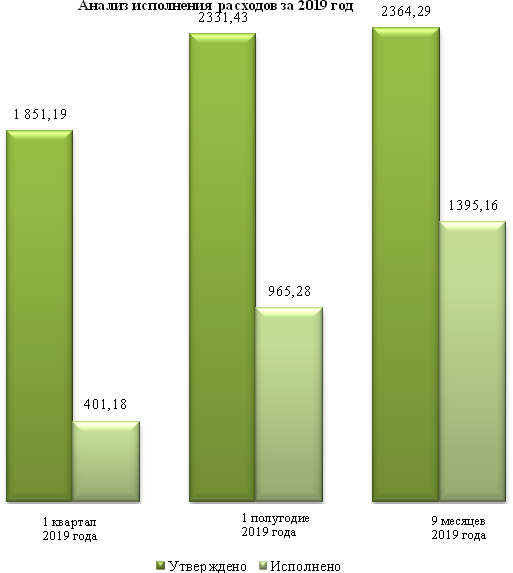 Анализ исполнения расходов за 2019 год
2331,43
2364,29
1 851,19
1395,16
965,28
401,18
1 квартал
2019 года
1 полугодие
2019 года
9 месяцев
2019 года
Утверждено
Исполнено